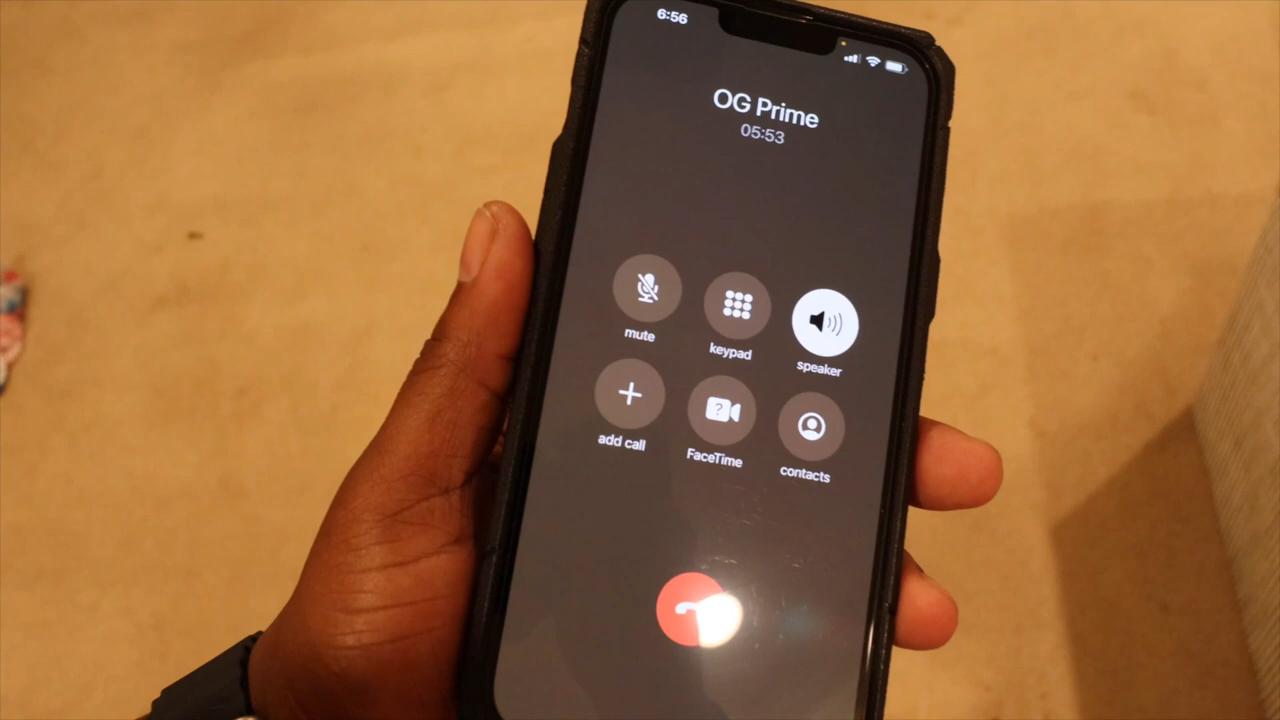 6:56
OG Prime
05:53
mute
keypad
speaker
?
add call
FaceTime
contacts